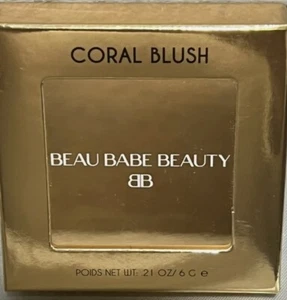 CORAL BLUSH
BEAU BABE BEAUTY
BB
POIDS NET WT: .21 OZ/ 6 G e